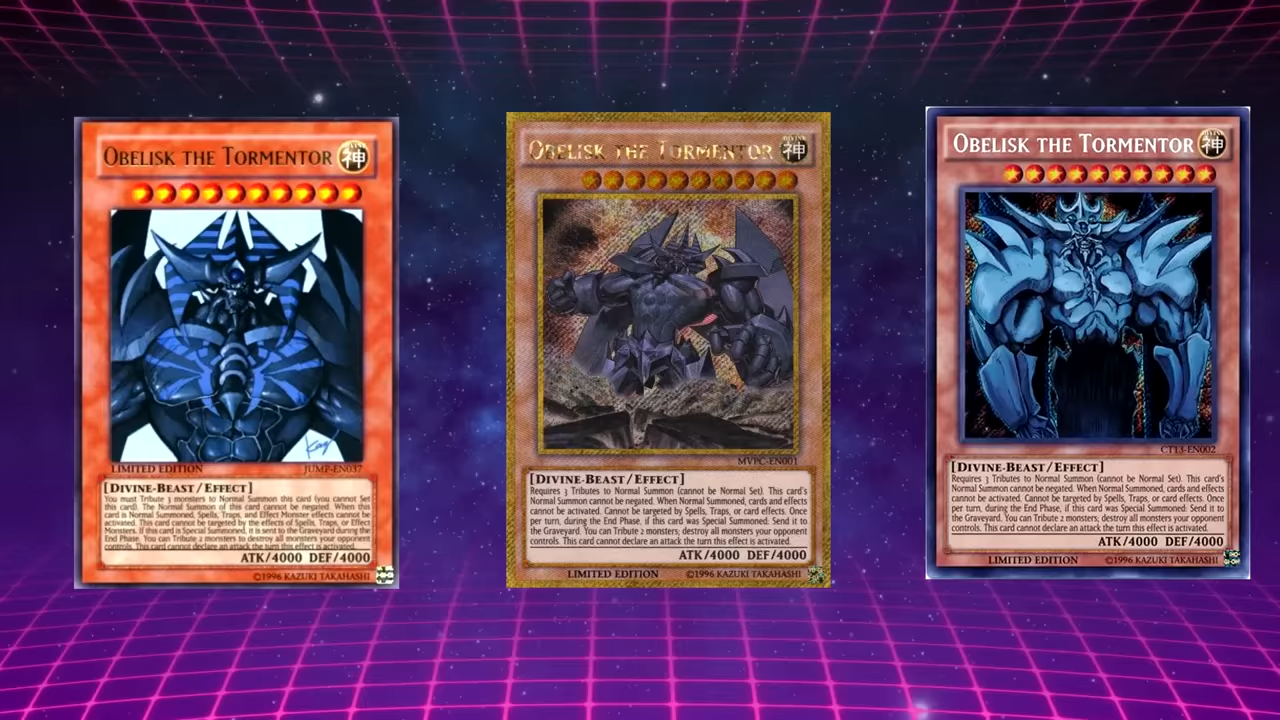 OBELISK THE TORMENTOR
神
LIMITED EDITION
JUMP-EN037
[DIVINE-BEAST/EFFECT]
You must Tribute 3 monsters to Normal Summon this card (you cannot Set
this card). The Normal Summon of this card cannot be negated. When this
card is Normal Summoned, Spells, Traps, and Effect Monster effects cannot be
activated. This card cannot be targeted by the effects of Spells, Traps, or Effect
Monsters. If this card is Special Summoned, it is sent to the Graveyard during the
End Phase. You can Tribute 2 monsters to destroy all monsters your opponent
controls. This card cannot declare an attack the turn this effect is activated.
ATK/4000 DEF/4000
©1996 KAZUKI TAKAHASHI
OBELISK THE TORMENTOR
DIVINE
神
MVPC-EN001
[DIVINE-BEAST/EFFECT]
Requires 3 Tributes to Normal Summon (cannot be Normal Set). This card's
Normal Summon cannot be negated. When Normal Summoned, cards and effects
cannot be activated. Cannot be targeted by Spells, Traps, or card effects. Once
per turn, during the End Phase, if this card was Special Summoned: Send it to
the Graveyard. You can Tribute 2 monsters; destroy all monsters your opponent
controls. This card cannot declare an attack the turn this effect is activated.
ATK/4000 DEF/4000
LIMITED EDITION
©1996 KAZUKI TAKAHASHI
OBELISK THE TORMENTOR
DIVINE
神
CT13-EN002
[DIVINE-BEAST/EFFECT]
Requires 3 Tributes to Normal Summon (cannot be Normal Set). This card's
Normal Summon cannot be negated. When Normal Summoned, cards and effects
cannot be activated. Cannot be targeted by Spells, Traps, or card effects. Once
per turn, during the End Phase, if this card was Special Summoned: Send it to
the Graveyard. You can Tribute 2 monsters; destroy all monsters your opponent
controls. This card cannot declare an attack the turn this effect is activated.
ATK/4000 DEF/4000
LIMITED EDITION
©1996 KAZUKI TAKAHASHI